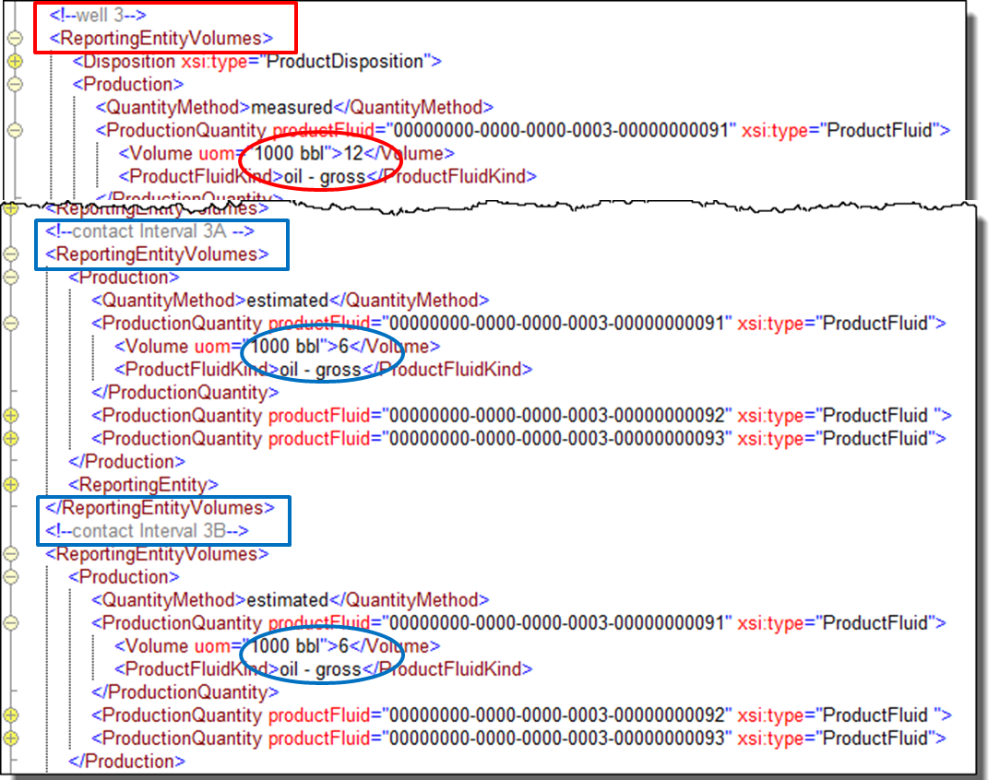 <!--well 3-->
<ReportingEntityVolumes>
<Disposition xsi:type="ProductDisposition">
<Production>
<QuantityMethod>measured</QuantityMethod>
<ProductionQuantity productFluid="00000000-0000-0000-0003-00000000091" xsi:type="ProductFluid">
<Volume uom="1000 bbl">12</Volume>
<ProductFluidKind>oil - gross</ProductFluidKind>
</ProductionQuantity>
<ReportingEntityVolumes>
<!--contact Interval 3A -->
<ReportingEntityVolumes>
<Production>
<QuantityMethod>estimated</QuantityMethod>
<ProductionQuantity productFluid="00000000-0000-0000-0003-00000000091" xsi:type="ProductFluid">
<Volume uom="1000 bbl">6</Volume>
<ProductFluidKind>oil - gross</ProductFluidKind>
</ProductionQuantity>
<ProductionQuantity productFluid="00000000-0000-0000-0003-00000000092" xsi:type="ProductFluid ">
<ProductionQuantity productFluid="00000000-0000-0000-0003-00000000093" xsi:type="ProductFluid">
</Production>
<ReportingEntity>
</ReportingEntityVolumes>
<!--contact Interval 3B-->
<ReportingEntityVolumes>
<Production>
<QuantityMethod>estimated</QuantityMethod>
<ProductionQuantity productFluid="00000000-0000-0000-0003-00000000091" xsi:type="ProductFluid">
<Volume uom="1000 bbl">6</Volume>
<ProductFluidKind>oil - gross</ProductFluidKind>
</ProductionQuantity>
<ProductionQuantity productFluid="00000000-0000-0000-0003-00000000092" xsi:type="ProductFluid ">
<ProductionQuantity productFluid="00000000-0000-0000-0003-00000000093" xsi:type="ProductFluid">
</Production>